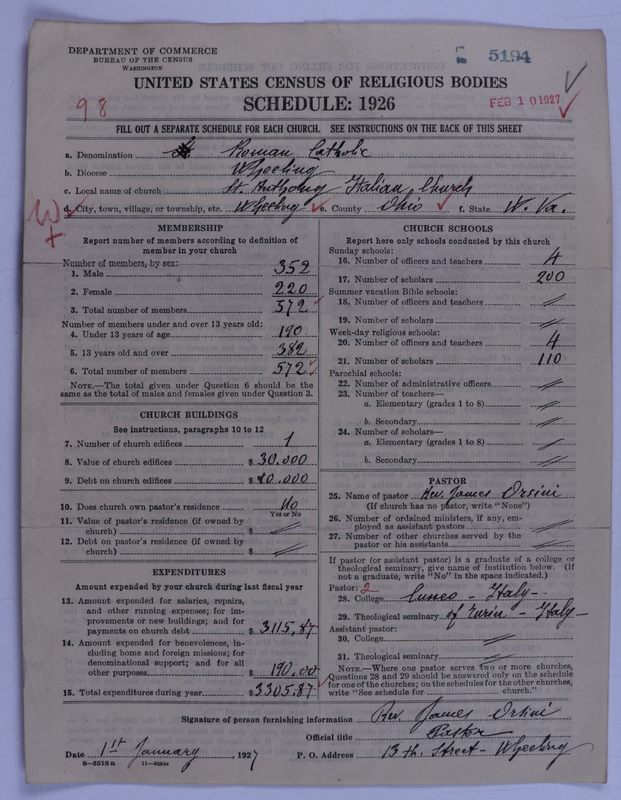 DEPARTMENT OF COMMERCE
BUREAU OF THE CENSUS
WASHINGTON
5194
UNITED STATES CENSUS OF RELIGIOUS BODIES
SCHEDULE: 1926
98
FEB 10 1927
FILL OUT A SEPARATE SCHEDULE FOR EACH CHURCH. SEE INSTRUCTIONS ON THE BACK OF THIS SHEET
a. Denomination Roman Catholic
b. Diocese Wheeling
c. Local name of church St. Anthony Italian Church
d. City, town, village, or township, etc. Wheeling e. County Ohio f. State W. Va.
MEMBERSHIP
Report number of members according to definition of
member in your church
Number of members, by sex:
1. Male 352
2. Female 220
3. Total number of members 572
Number of members under and over 13 years old:
4. Under 13 years of age 190
5. 13 years old and over 382
6. Total number of members 572
NOTE.—The total given under Question 6 should be
same as the total of males and females given under Question 3.
CHURCH BUILDINGS
See instructions, paragraphs 10 to 12
7. Number of church edifices 1
8. Value of church edifices $ 30.000
9. Debt on church edifices $ 10.000
10. Does church own pastor's residence No
Yes or No
11. Value of pastor's residence (if owned by
church) $
12. Debt on pastor's residence (if owned by
church) $
EXPENDITURES
Amount expended by your church during last fiscal year
13. Amount expended for salaries, repairs,
and other running expenses; for im-
provements or new buildings; and for
payments on church debt $ 3115,87
14. Amount expended for benevolences, in-
cluding home and foreign missions; for
denominational support; and for all
other purposes $ 190.00
15. Total expenditures during year $ 3305.87
CHURCH SCHOOLS
Report here only schools conducted by this church
Sunday schools:
16. Number of officers and teachers 4
17. Number of scholars 200
Summer vacation Bible schools:
18. Number of officers and teachers
19. Number of scholars
Week-day religious schools:
20. Number of officers and teachers 4
21. Number of scholars 110
Parochial schools:
22. Number of administrative officers
23. Number of teachers—
a. Elementary (grades 1 to 8)
b. Secondary
24. Number of scholars—
a. Elementary (grades 1 to 8)
b. Secondary
PASTOR
25. Name of pastor Rev. James Orsini
(If church has no pastor, write "None")
26. Number of ordained ministers, if any, em-
ployed as assistant pastors
27. Number of other churches served by the
pastor or his assistants
If pastor (or assistant pastor) is a graduate of a college or
theological seminary, give name of institution below. (If
not a graduate, write "No" in the space indicated.)
Pastor: 2
28. College Cuneo - Italy -
29. Theological seminary of Turin - Italy -
Assistant pastor:
30. College
31. Theological seminary
NOTE.—Where one pastor serves two or more churches,
Questions 28 and 29 should be answered only on the schedule
for one of the churches; on the schedules for the other churches,
write "See schedule for church."
Signature of person furnishing information Rev. James Orsini
Official title Pastor
Date 1st January, 1927 P. O. Address 13 th. Street - Wheeling
8—5518 a